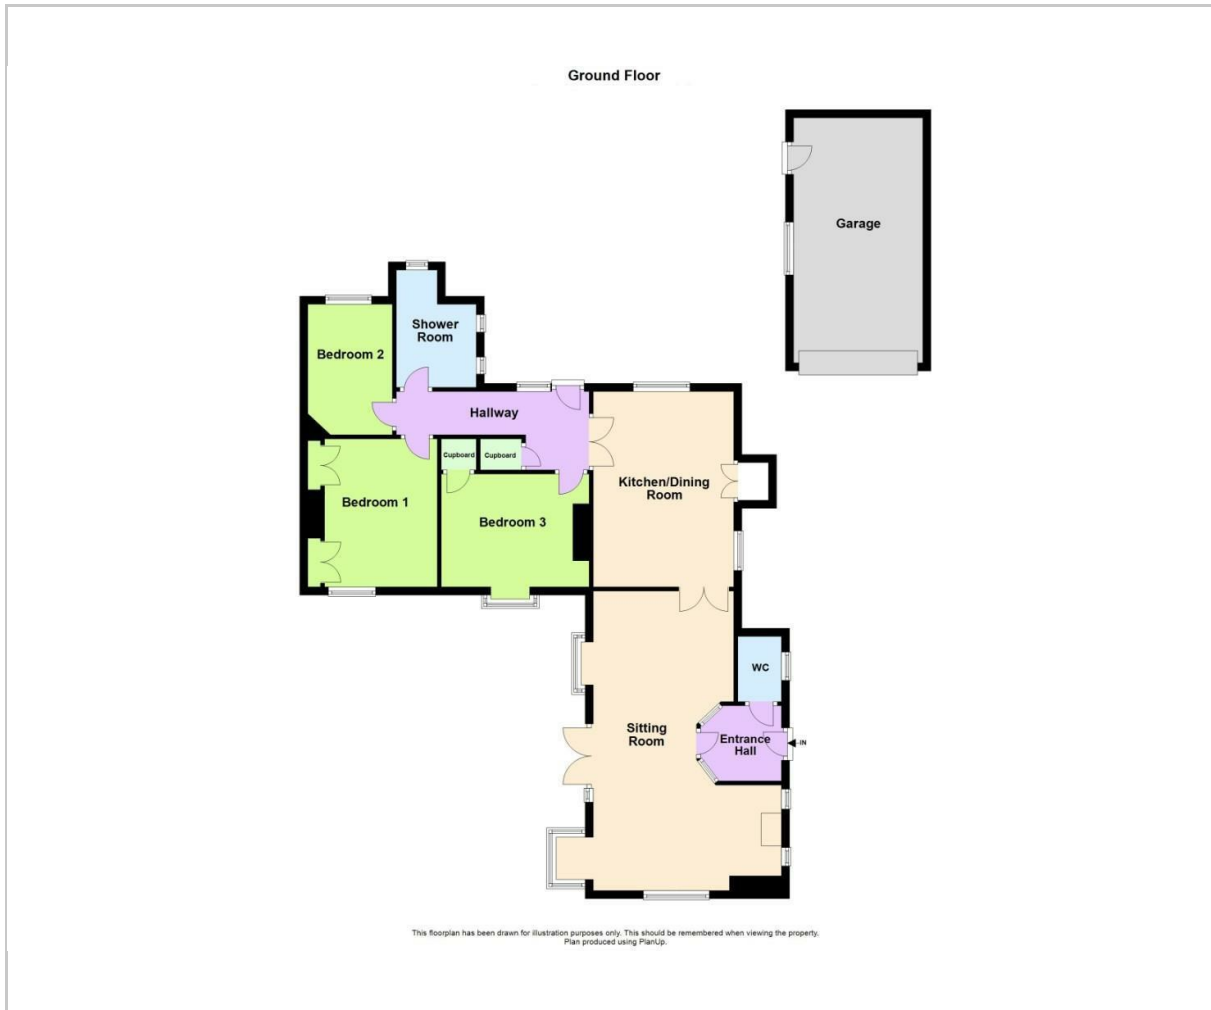 Ground Floor
Garage
Shower
Room
Bedroom 2
Hallway
Cupboard
Cupboard
Kitchen/Dining
Room
Bedroom 1
Bedroom 3
WC
Sitting
Room
Entrance
Hall
IN
This floorplan has been drawn for illustration purposes only. This should be remembered when viewing the property.
Plan produced using PlanUp.